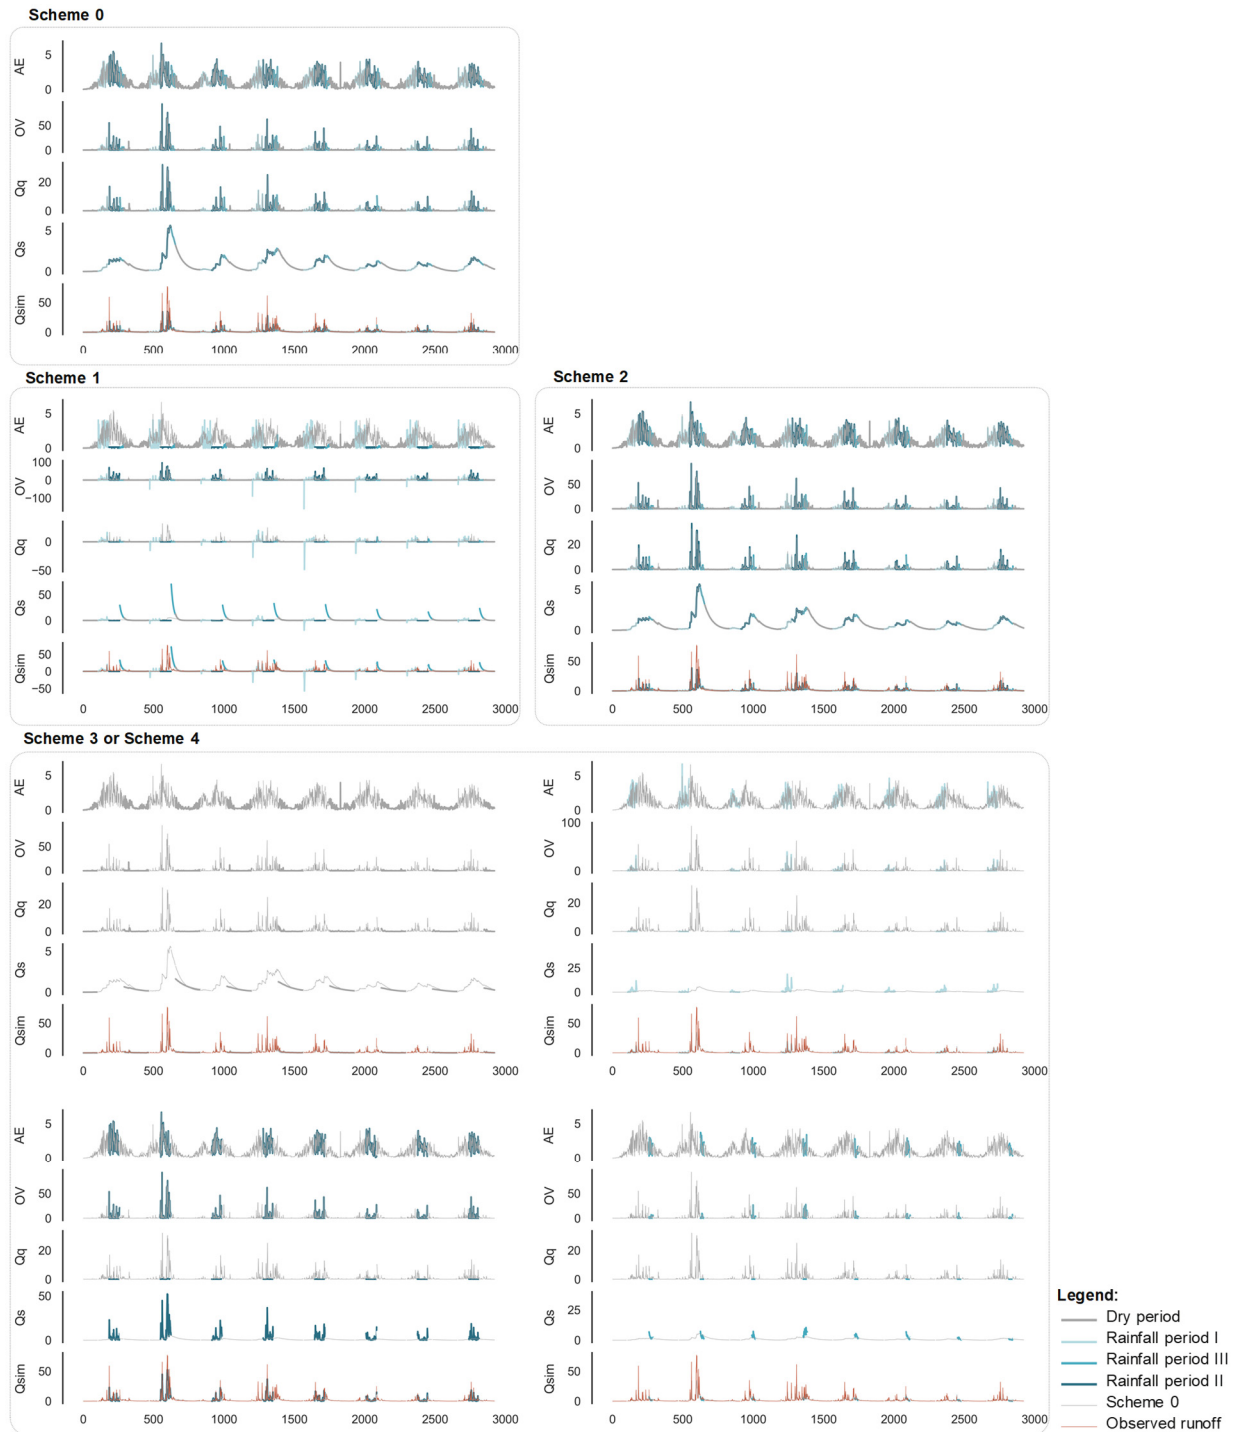 Scheme 0
AE
5
0
OV
50
0
Qq
20
0
Qs
5
0
Qsim
50
0
0 500 1000 1500 2000 2500 3000
Scheme 1
AE
5
0
OV
100
0
−100
Qq
0
−50
Qs
50
0
Qsim
50
0
−50
0 500 1000 1500 2000 2500 3000
Scheme 2
AE
5
0
OV
50
0
Qq
20
0
Qs
5
0
Qsim
50
0
0 500 1000 1500 2000 2500 3000
Scheme 3 or Scheme 4
AE
5
0
OV
50
0
Qq
20
0
Qs
5
0
Qsim
50
0
0 500 1000 1500 2000 2500 3000
AE
5
0
OV
100
0
Qq
20
0
Qs
25
0
Qsim
50
0
0 500 1000 1500 2000 2500 3000
AE
5
0
OV
50
0
Qq
20
0
Qs
50
0
Qsim
50
0
0 500 1000 1500 2000 2500 3000
AE
5
0
OV
50
0
Qq
20
0
Qs
25
0
Qsim
50
0
0 500 1000 1500 2000 2500 3000
Legend:
Dry period
Rainfall period I
Rainfall period III
Rainfall period II
Scheme 0
Observed runoff